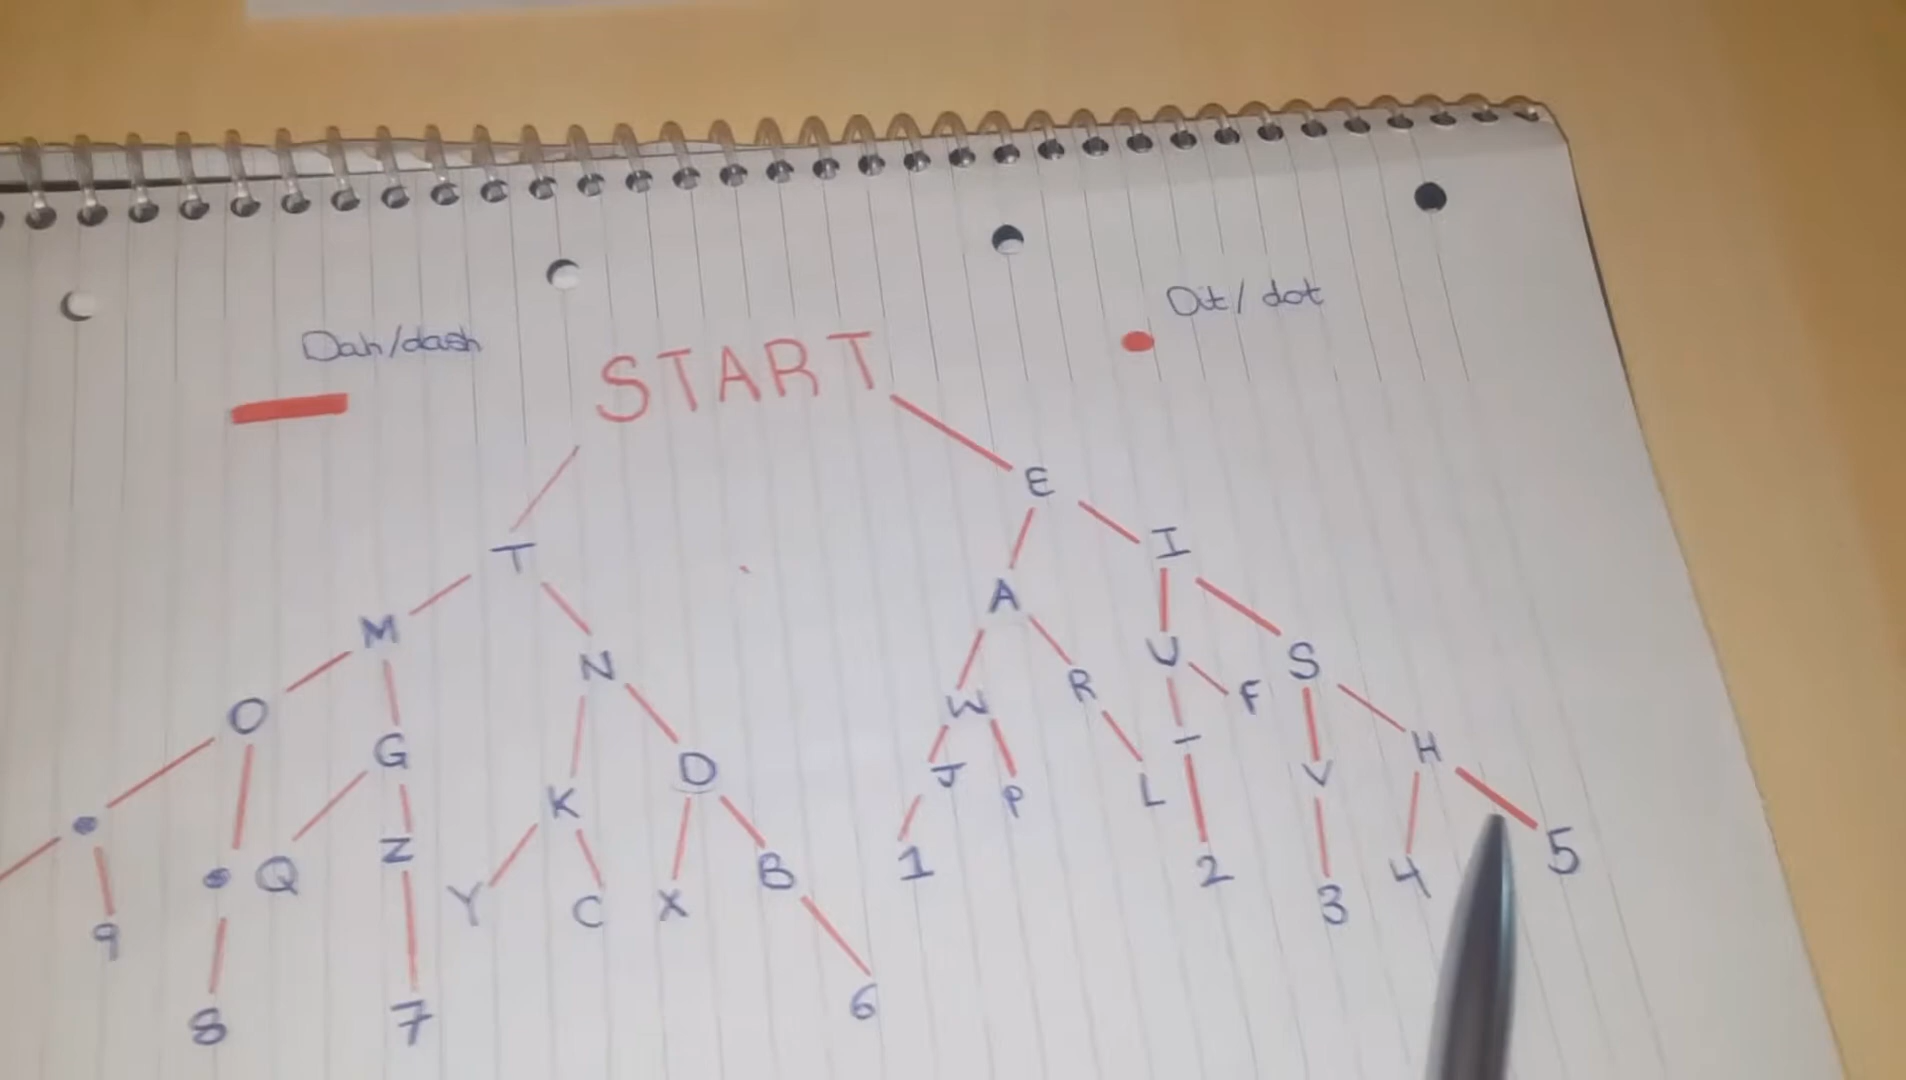 Dah/dash
Dit/dot
START
E
T
I
A
M
N
U
S
O
G
W
R
F
K
D
J
P
L
V
H
9
Q
Z
Y
C
X
B
1
2
3
4
5
8
7
6